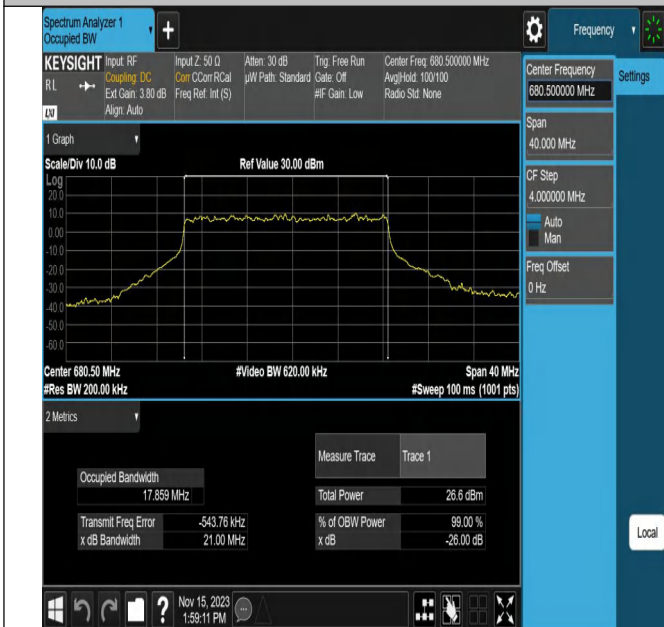 Spectrum Analyzer 1
Occupied BW
Frequency
KEYSIGHT
RL
LXI
Input: RF
Coupling: DC
Ext Gain: 3.80 dB
Align: Auto
Input Z: 50 Ω
Corr CCorr RCal
Freq Ref: Int (S)
Atten: 30 dB
µW Path: Standard
Trig: Free Run
Gate: Off
#IF Gain: Low
Center Freq: 680.500000 MHz
Avg|Hold: 100/100
Radio Std: None
Center Frequency
680.500000 MHz
Settings
Span
40.000 MHz
CF Step
4.000000 MHz
Auto
Man
Freq Offset
0 Hz
Local
1 Graph
Scale/Div 10.0 dB
Ref Value 30.00 dBm
Log
20.0
10.0
0.00
-10.0
-20.0
-30.0
-40.0
-50.0
-60.0
Center 680.50 MHz
#Video BW 620.00 kHz
Span 40 MHz
#Res BW 200.00 kHz
#Sweep 100 ms (1001 pts)
2 Metrics
Measure Trace
Trace 1
Occupied Bandwidth
17.859 MHz
Total Power
26.6 dBm
Transmit Freq Error
-543.76 kHz
% of OBW Power
99.00 %
x dB Bandwidth
21.00 MHz
x dB
-26.00 dB
Nov 15, 2023
1:59:11 PM